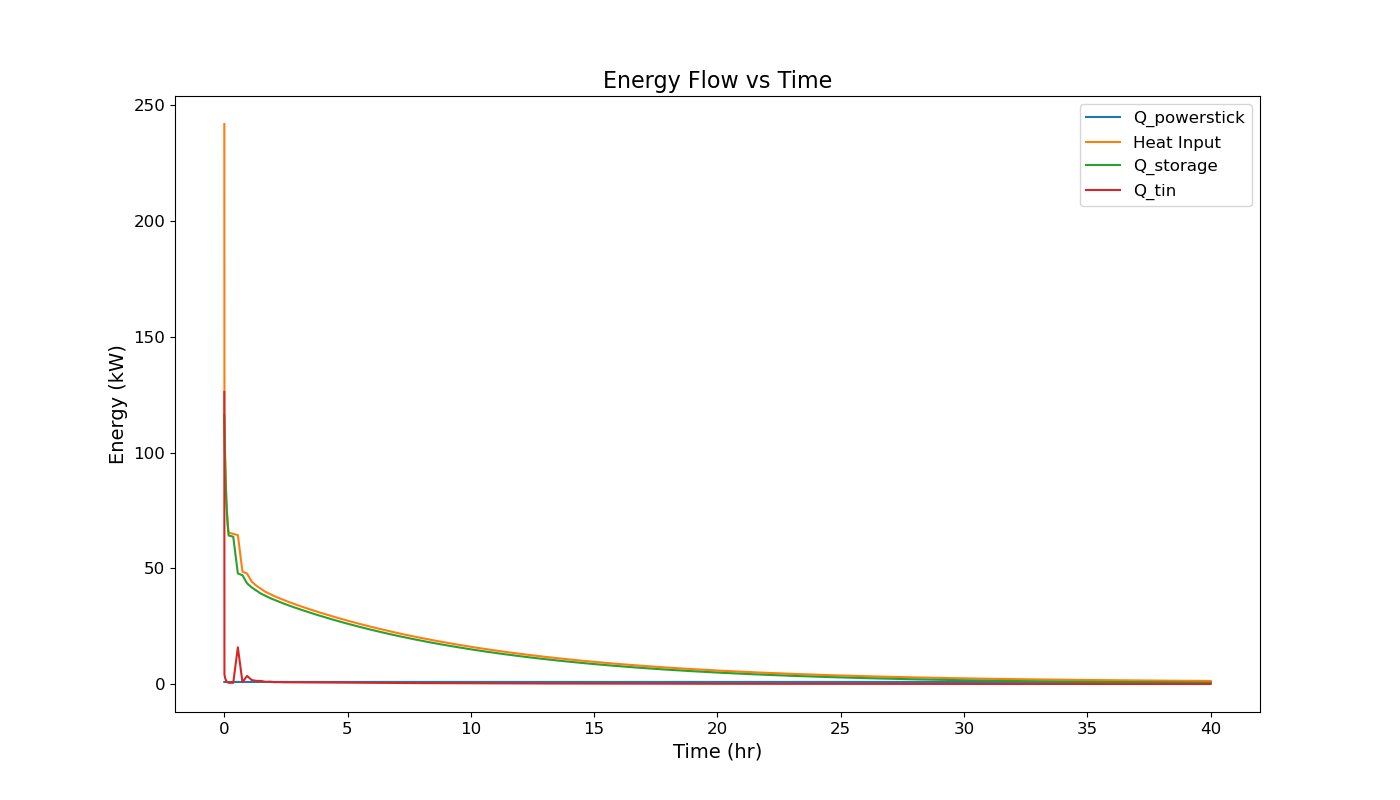 Energy Flow vs Time
Energy (kW)
250
200
150
100
50
0
Q_powerstick
Heat Input
Q_storage
Q_tin
0 5 10 15 20 25 30 35 40
Time (hr)